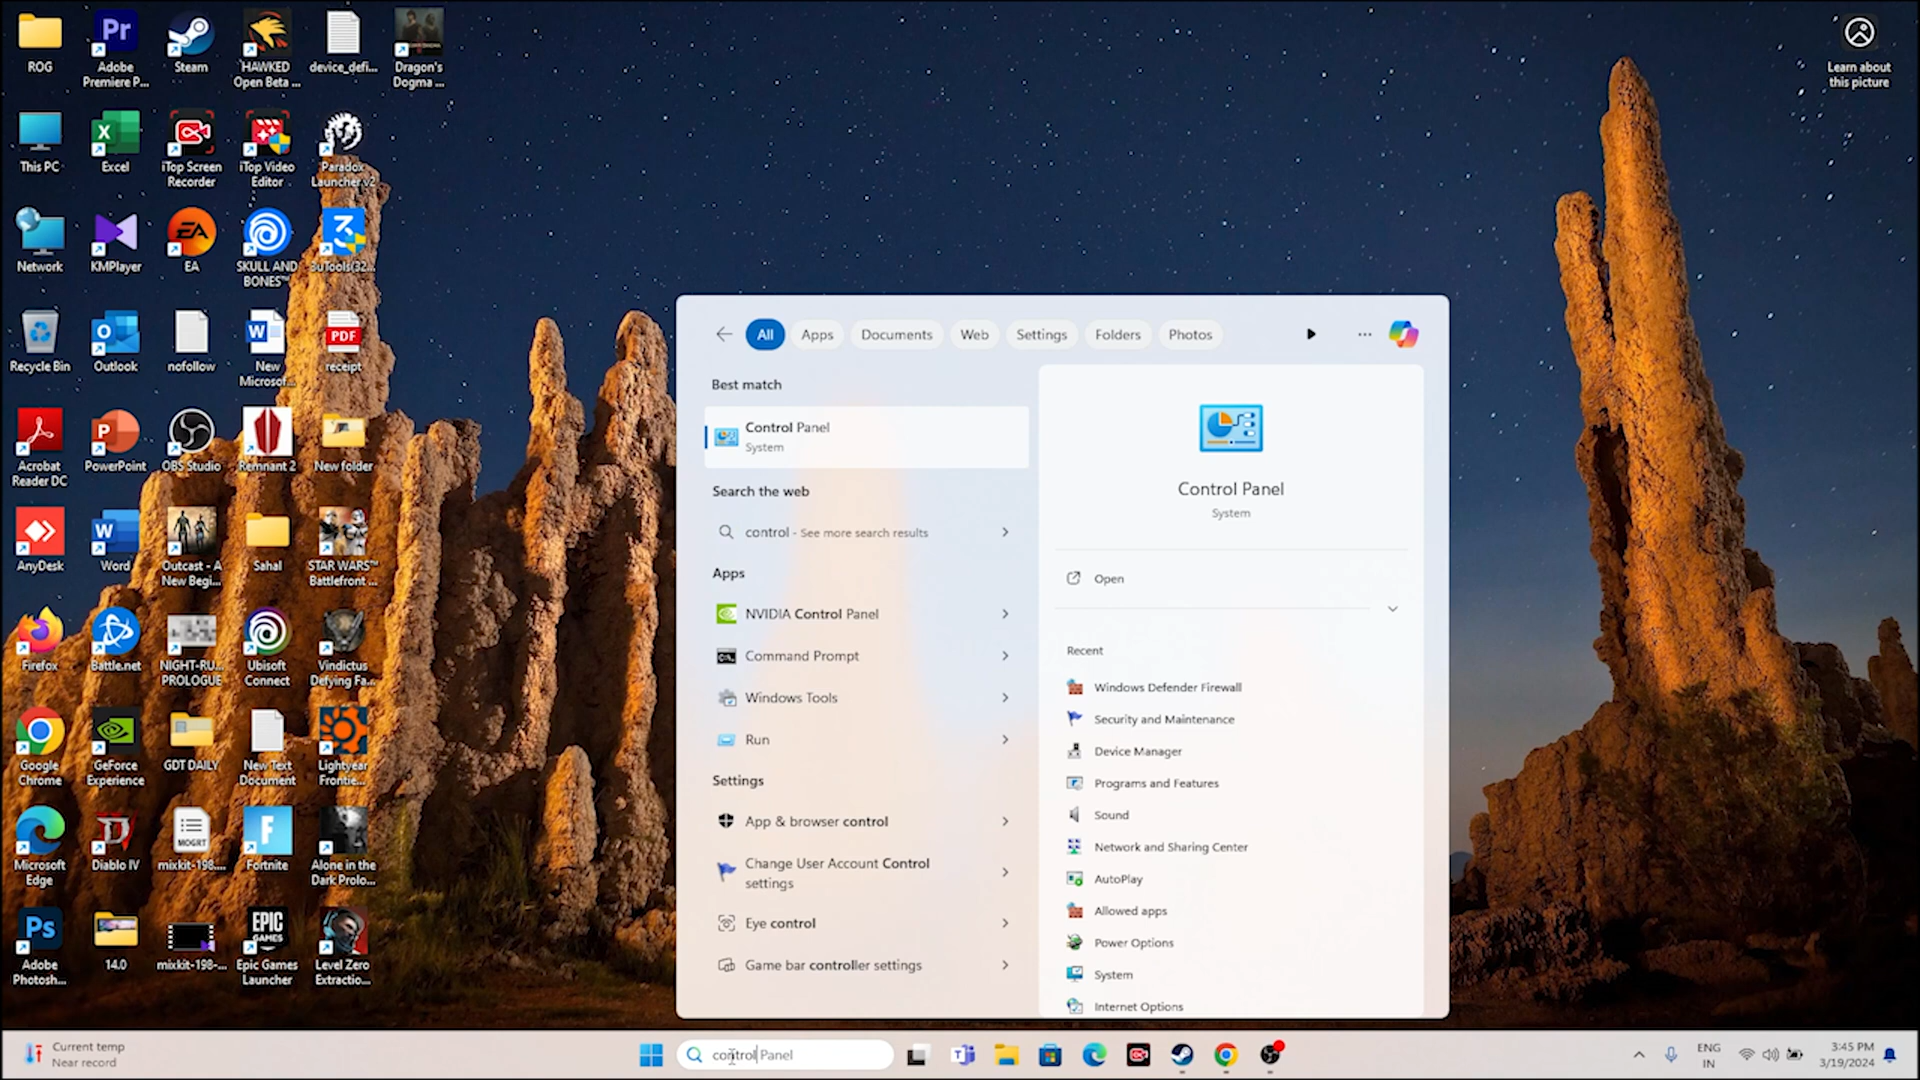 ROG
Adobe
Premiere P...
Steam
HAWKED
Open Beta ...
device_defi...
Dragon's
Dogma ...
Learn about
this picture
This PC
Excel
iTop Screen
Recorder
iTop Video
Editor
Paradox
Launcher v2
Network
KMPlayer
EA
SKULL AND
BONES™
3uTools(32...
Recycle Bin
Outlook
nofollow
New
Microsof...
PDF
receipt
Acrobat
Reader DC
PowerPoint
OBS Studio
Remnant 2
New folder
AnyDesk
Word
Outcast - A
New Begi...
Sahal
STAR WARS™
Battlefront ...
Firefox
Battle.net
NIGHT-RU...
PROLOGUE
Ubisoft
Connect
Vindictus
Defying Fa...
Google
Chrome
GeForce
Experience
GDT DAILY
New Text
Document
Lightyear
Frontie...
Microsoft
Edge
Diablo IV
MOGRT
mixkit-198....
Fortnite
Alone in the
Dark Prolo...
Adobe
Photosh...
14.0
mixkit-198-...
EPIC
GAMES
Epic Games
Launcher
Level Zero
Extractio...
All
Apps
Documents
Web
Settings
Folders
Photos
Best match
Control Panel
System
Search the web
control - See more search results
Apps
NVIDIA Control Panel
Command Prompt
Windows Tools
Run
Settings
App & browser control
Change User Account Control
settings
Eye control
Game bar controller settings
Control Panel
System
Open
Recent
Windows Defender Firewall
Security and Maintenance
Device Manager
Programs and Features
Sound
Network and Sharing Center
AutoPlay
Allowed apps
Power Options
System
Internet Options
Current temp
Near record
control Panel
ENG
IN
3:45 PM
3/19/2024